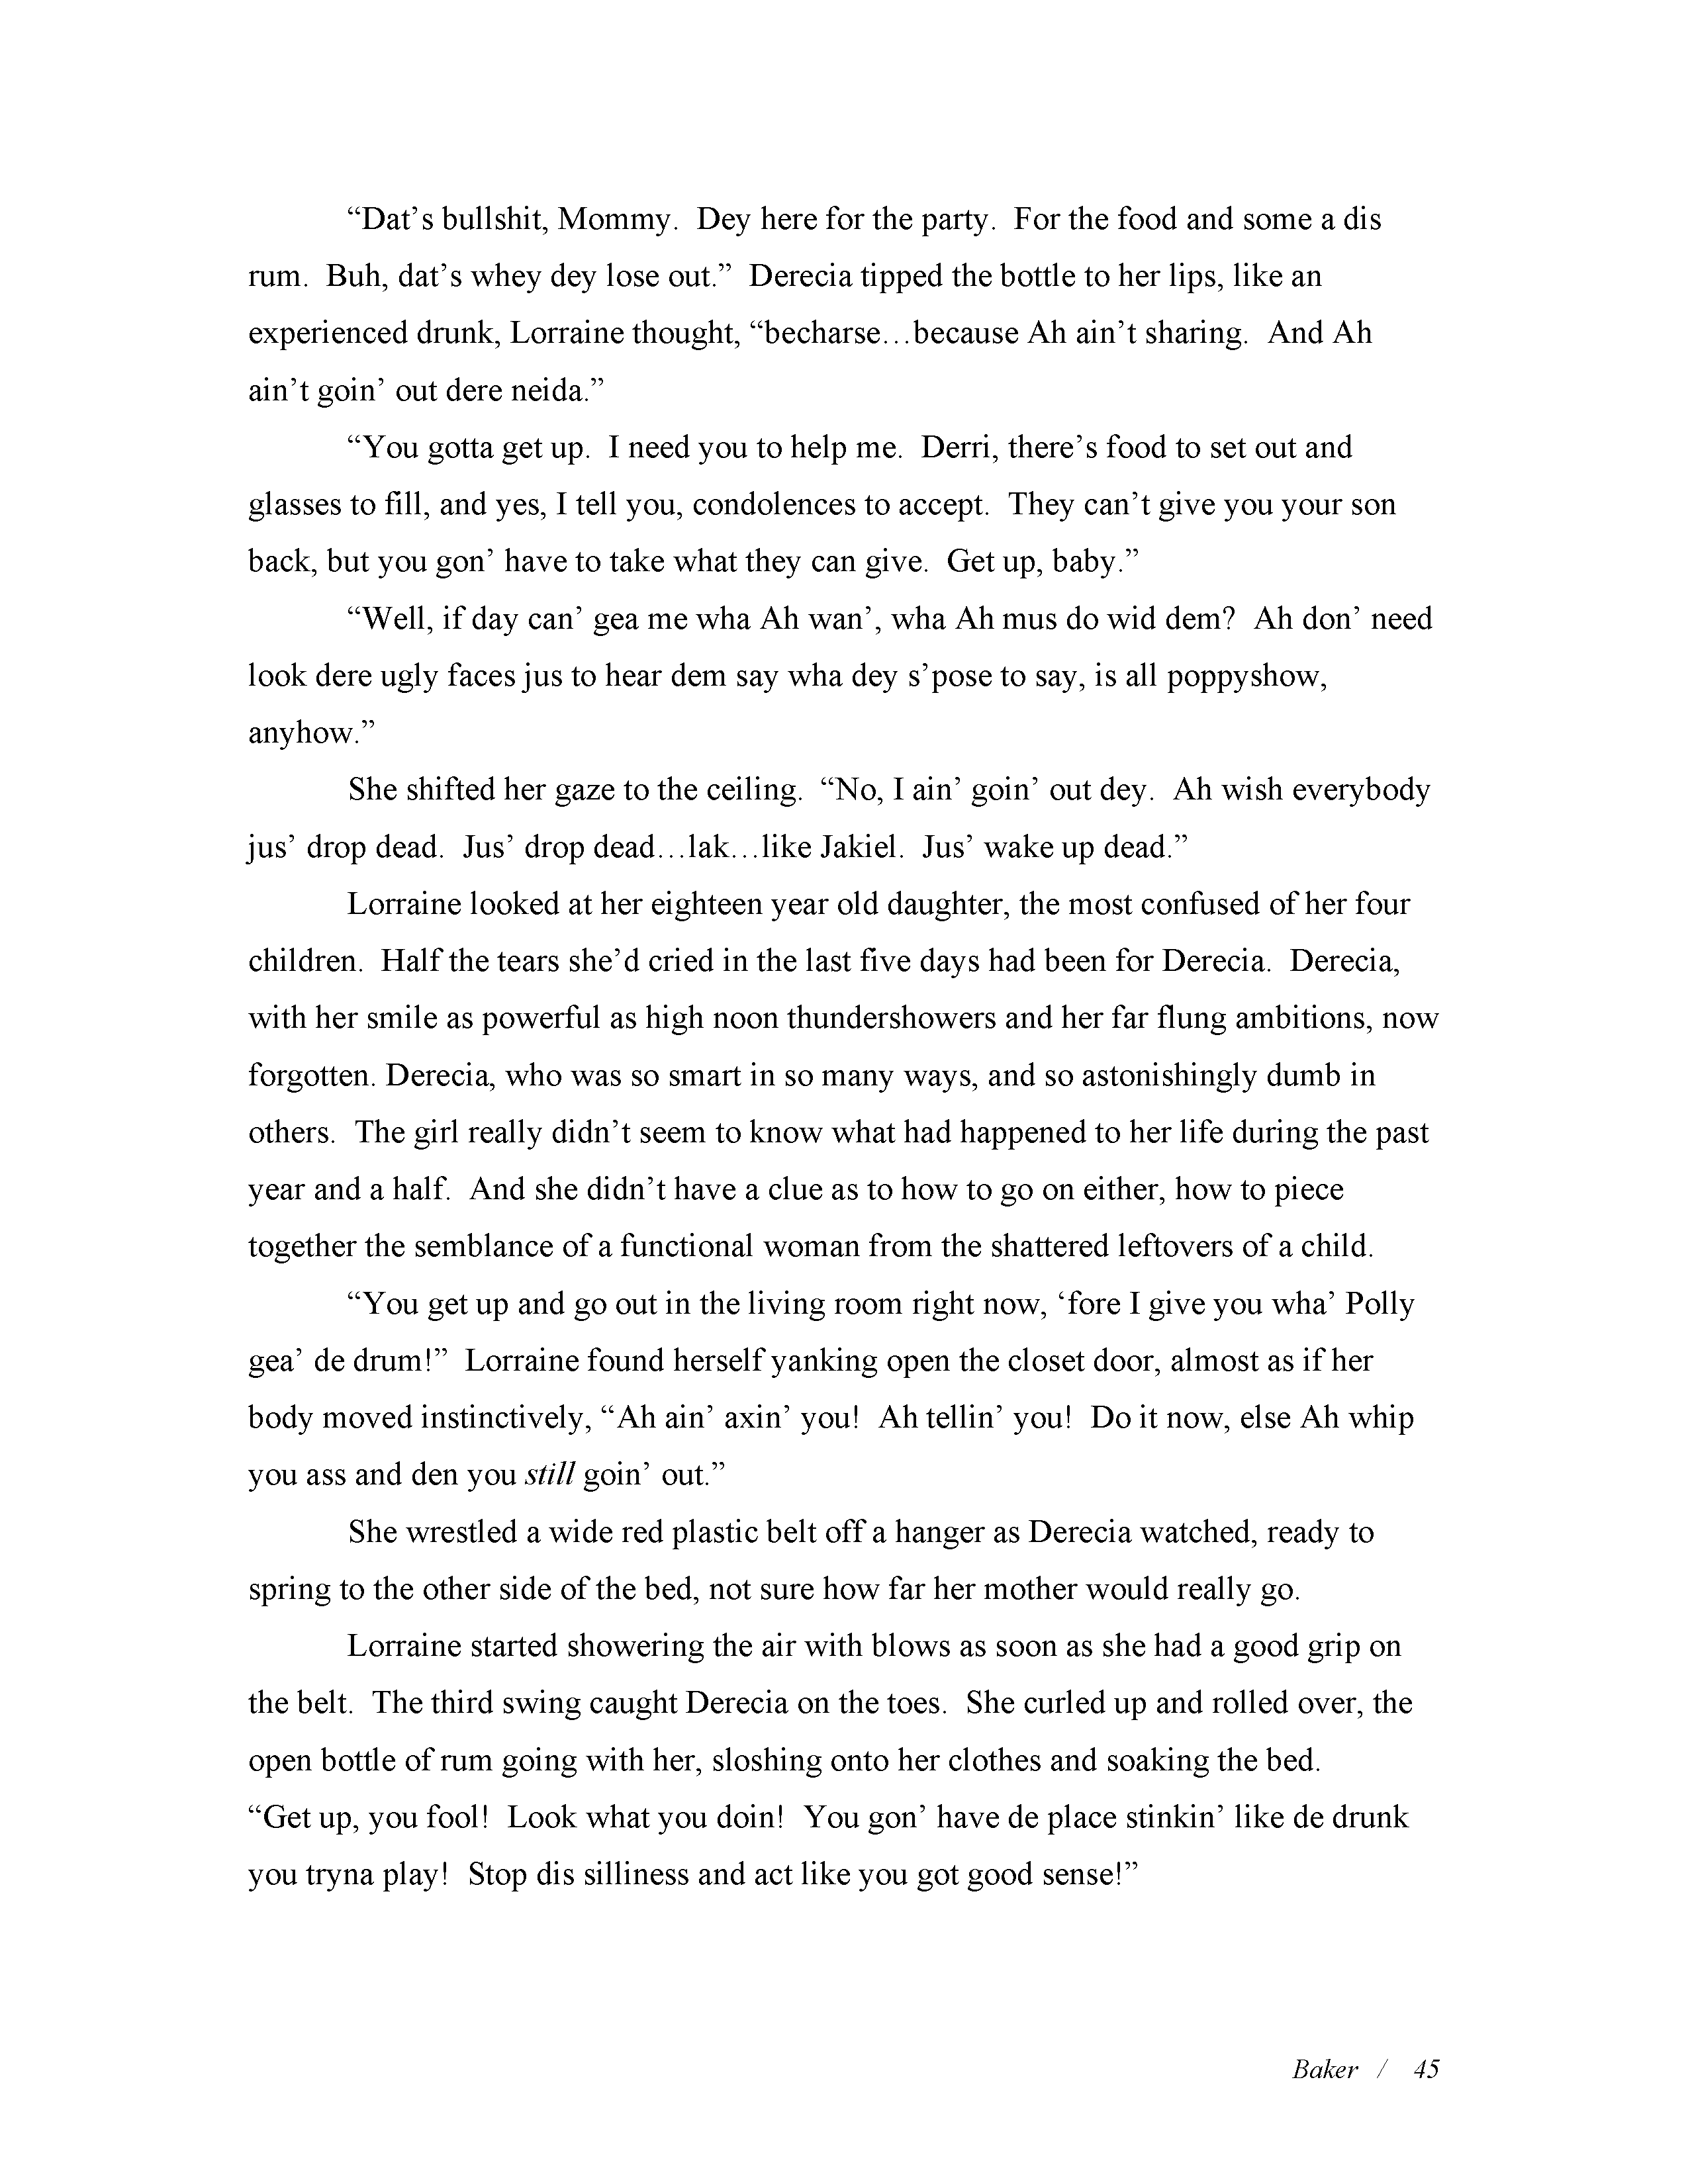 “Dat’s bullshit, Mommy.  Dey here for the party.  For the food and some a dis
rum.  Buh, dat’s whey dey lose out.”  Derecia tipped the bottle to her lips, like an
experienced drunk, Lorraine thought, “becharse…because Ah ain’t sharing.  And Ah
ain’t goin’ out dere neida.”
“You gotta get up.  I need you to help me.  Derri, there’s food to set out and
glasses to fill, and yes, I tell you, condolences to accept.  They can’t give you your son
back, but you gon’ have to take what they can give.  Get up, baby.”
“Well, if day can’ gea me wha Ah wan’, wha Ah mus do wid dem?  Ah don’ need
look dere ugly faces jus to hear dem say wha dey s’pose to say, is all poppyshow,
anyhow.”
She shifted her gaze to the ceiling.  “No, I ain’ goin’ out dey.  Ah wish everybody
jus’ drop dead.  Jus’ drop dead…lak…like Jakiel.  Jus’ wake up dead.”
Lorraine looked at her eighteen year old daughter, the most confused of her four
children.  Half the tears she’d cried in the last five days had been for Derecia.  Derecia,
with her smile as powerful as high noon thundershowers and her far flung ambitions, now
forgotten. Derecia, who was so smart in so many ways, and so astonishingly dumb in
others.  The girl really didn’t seem to know what had happened to her life during the past
year and a half.  And she didn’t have a clue as to how to go on either, how to piece
together the semblance of a functional woman from the shattered leftovers of a child.
“You get up and go out in the living room right now, ‘fore I give you wha’ Polly
gea’ de drum!”  Lorraine found herself yanking open the closet door, almost as if her
body moved instinctively, “Ah ain’ axin’ you!  Ah tellin’ you!  Do it now, else Ah whip
you ass and den you still goin’ out.”
She wrestled a wide red plastic belt off a hanger as Derecia watched, ready to
spring to the other side of the bed, not sure how far her mother would really go.
Lorraine started showering the air with blows as soon as she had a good grip on
the belt.  The third swing caught Derecia on the toes.  She curled up and rolled over, the
open bottle of rum going with her, sloshing onto her clothes and soaking the bed.
“Get up, you fool!  Look what you doin!  You gon’ have de place stinkin’ like de drunk
you tryna play!  Stop dis silliness and act like you got good sense!”
Baker  /   45